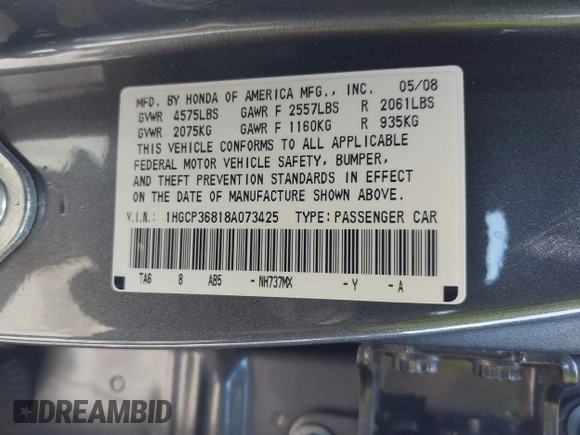 MFD. BY HONDA OF AMERICA MFG., INC. 05/08
GVWR 4575LBS GAWR F 2557LBS R 2061LBS
GVWR 2075KG GAWR F 1160KG R 935KG
THIS VEHICLE CONFORMS TO ALL APPLICABLE
FEDERAL MOTOR VEHICLE SAFETY, BUMPER,
AND THEFT PREVENTION STANDARDS IN EFFECT
ON THE DATE OF MANUFACTURE SHOWN ABOVE.
V.I.N.: 1HGCP36818A073425 TYPE: PASSENGER CAR
TA6 8 AB5 - NH737MX - Y - A
DREAMBID